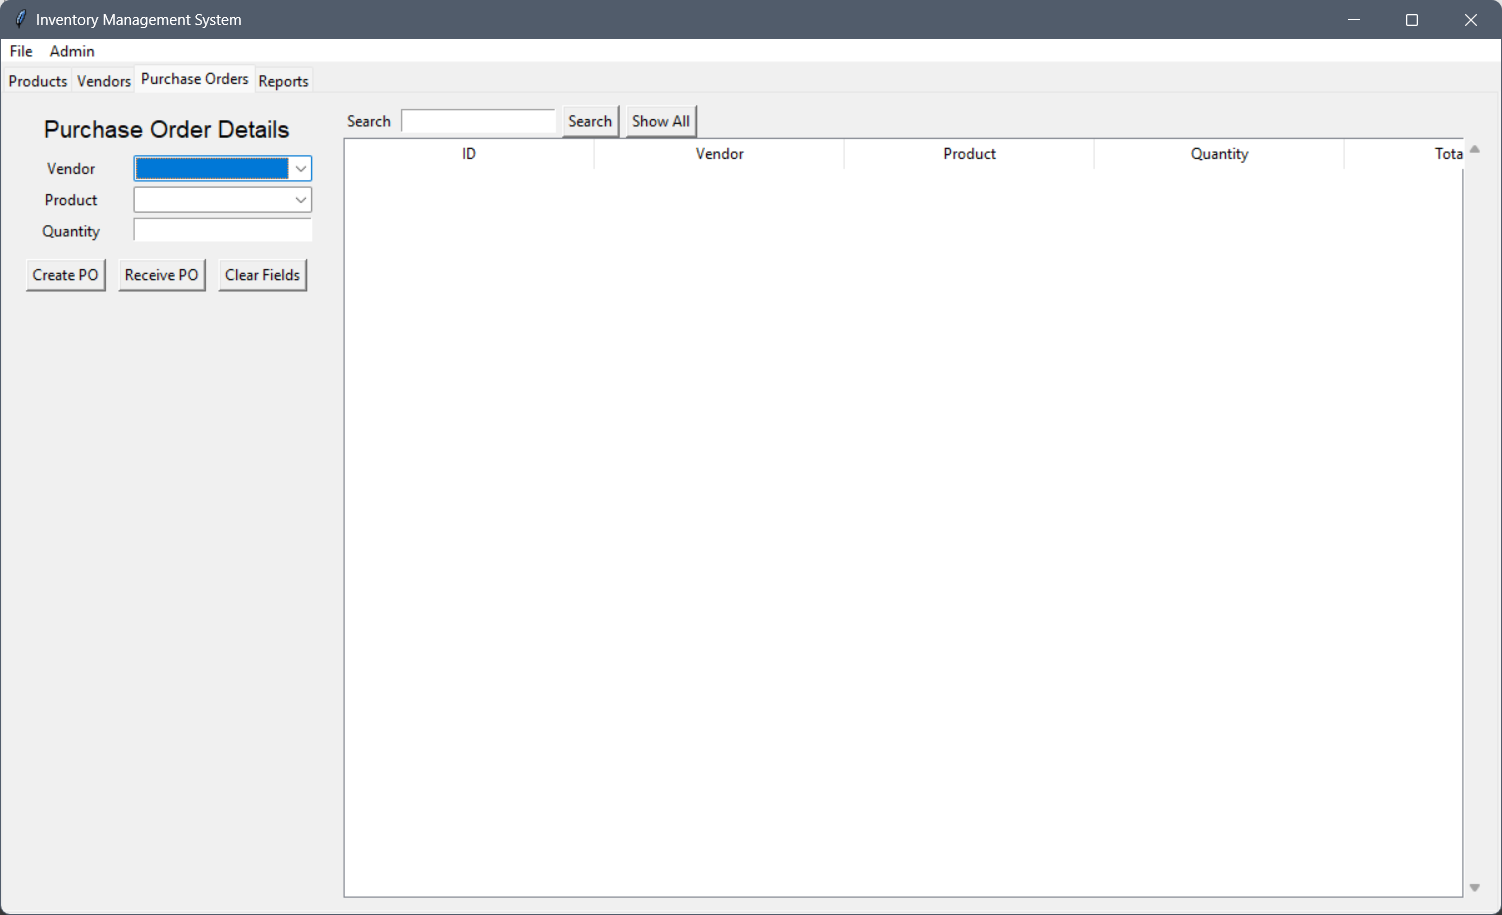 Inventory Management System
File Admin
Products Vendors Purchase Orders Reports
Purchase Order Details
Vendor
Product
Quantity
Create PO Receive PO Clear Fields
Search Search Show All
ID Vendor Product Quantity Tota